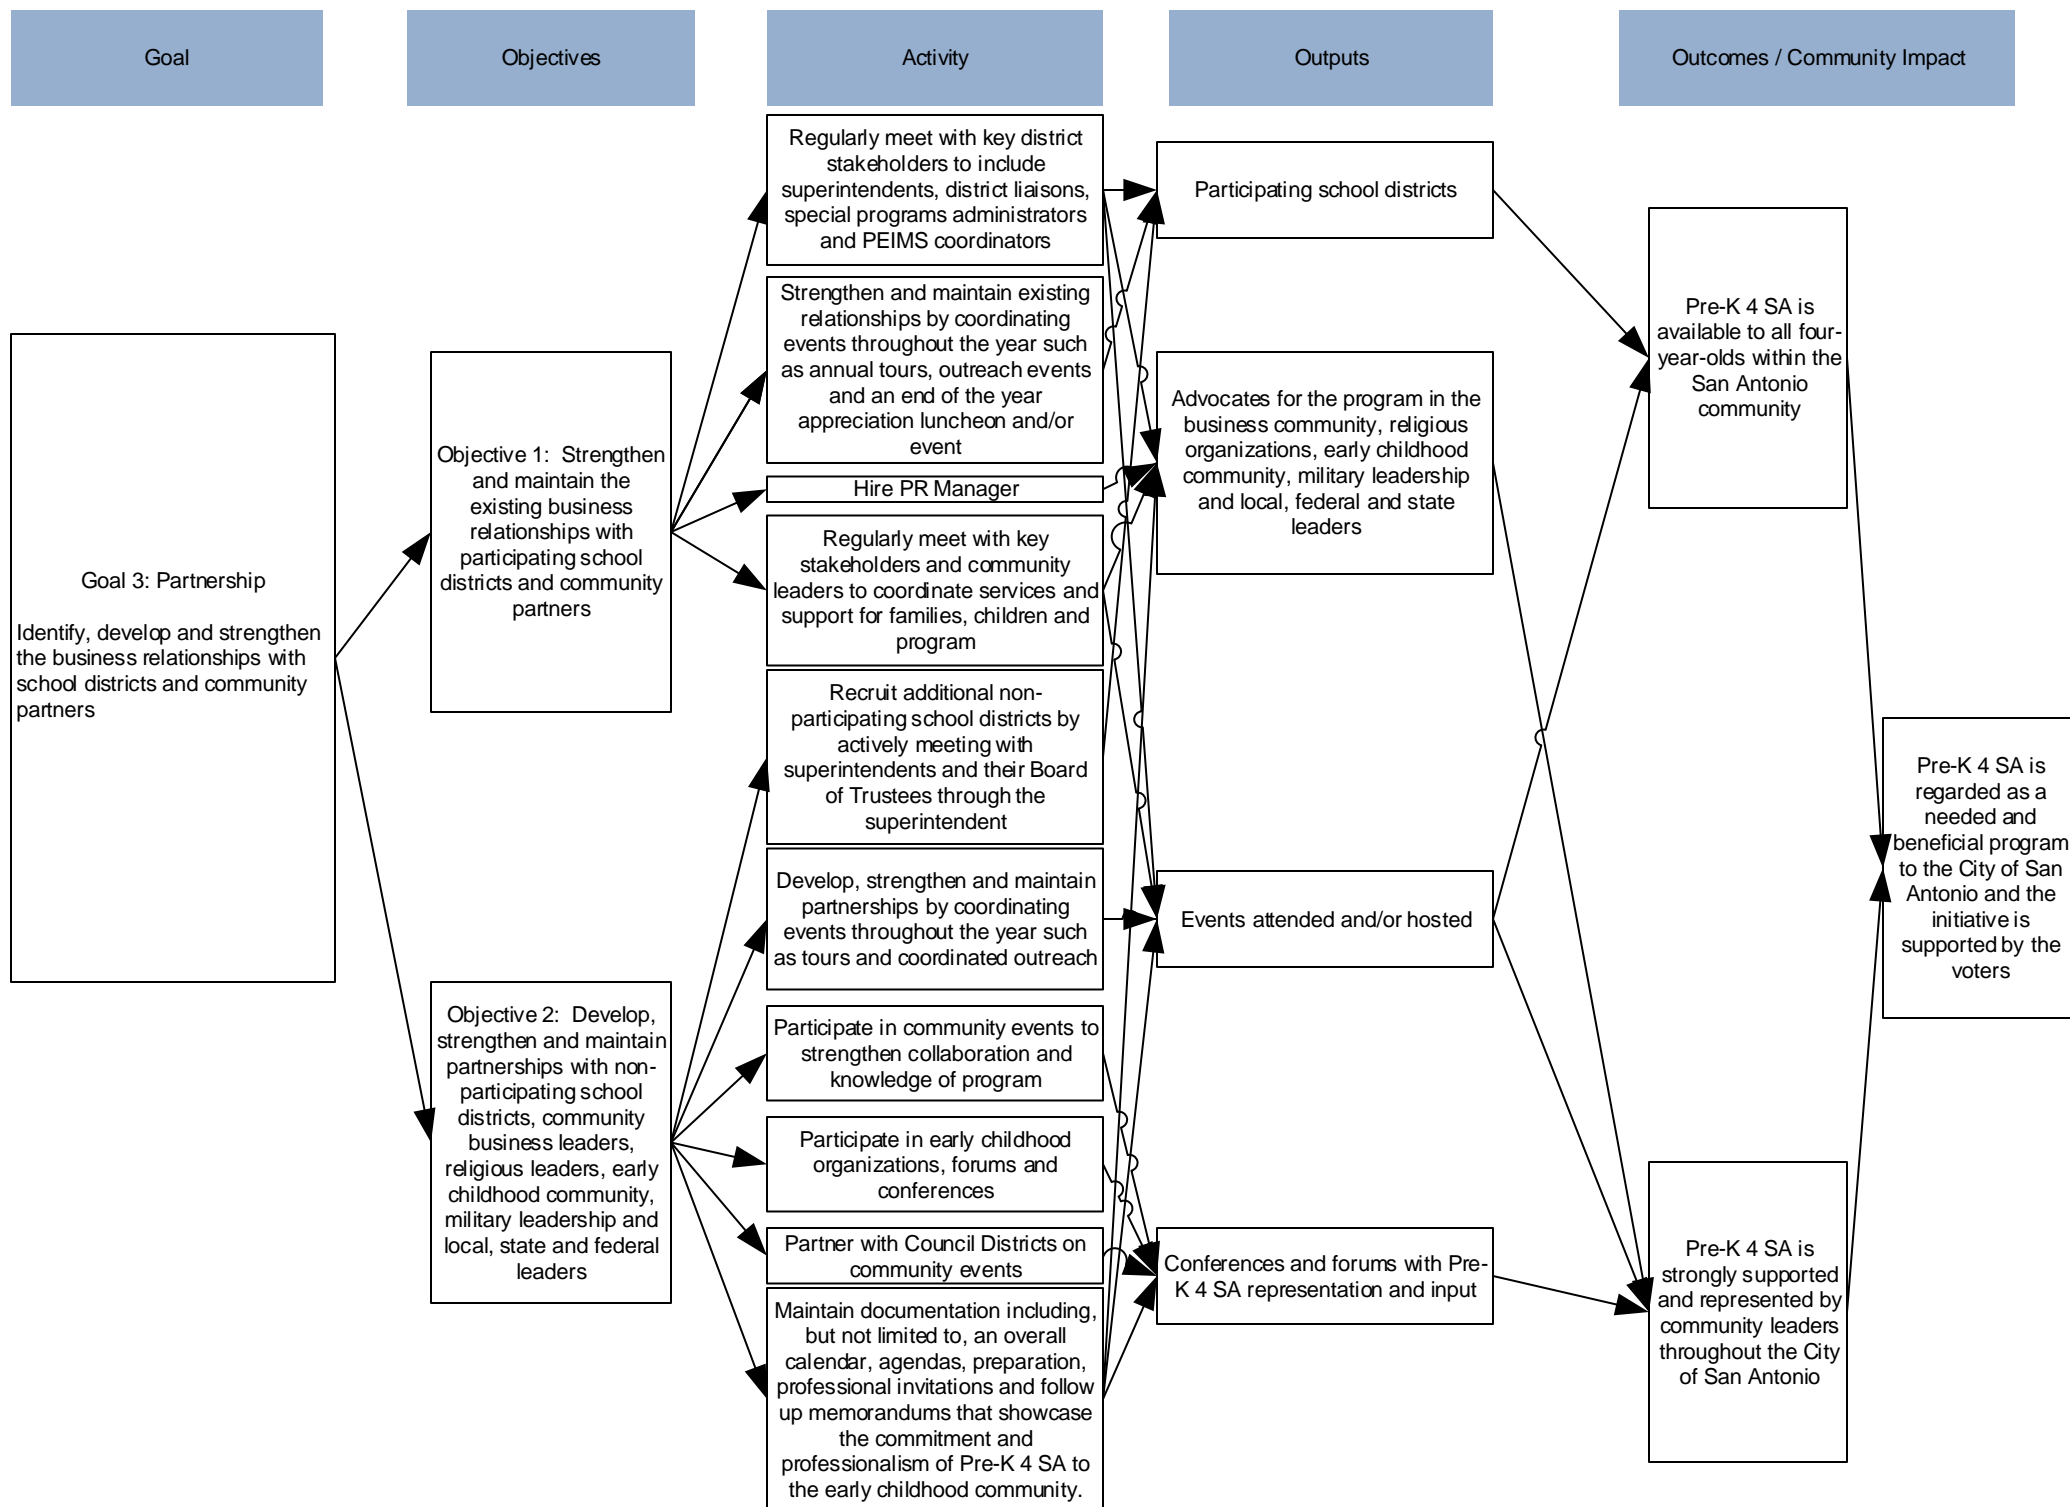 Goal
Objectives
Activity
Outputs
Outcomes / Community Impact
Goal 3: Partnership
Identify, develop and strengthen
the business relationships with
school districts and community
partners
Objective 1:  Strengthen
and maintain the
existing business
relationships with
participating school
districts and community
partners
Objective 2:  Develop,
strengthen and maintain
partnerships with non-
participating school
districts, community
business leaders,
religious leaders, early
childhood community,
military leadership and
local, state and federal
leaders
Regularly meet with key district
stakeholders to include
superintendents, district liaisons,
special programs administrators
and PEIMS coordinators
Strengthen and maintain existing
relationships by coordinating
events throughout the year such
as annual tours, outreach events
and an end of the year
appreciation luncheon and/or
event
Hire PR Manager
Regularly meet with key
stakeholders and community
leaders to coordinate services and
support for families, children and
program
Recruit additional non-
participating school districts by
actively meeting with
superintendents and their Board
of Trustees through the
superintendent
Develop, strengthen and maintain
partnerships by coordinating
events throughout the year such
as tours and coordinated outreach
Participate in community events to
strengthen collaboration and
knowledge of program
Participate in early childhood
organizations, forums and
conferences
Partner with Council Districts on
community events
Maintain documentation including,
but not limited to, an overall
calendar, agendas, preparation,
professional invitations and follow
up memorandums that showcase
the commitment and
professionalism of Pre-K 4 SA to
the early childhood community.
Participating school districts
Advocates for the program in the
business community, religious
organizations, early childhood
community, military leadership
and local, federal and state
leaders
Events attended and/or hosted
Conferences and forums with Pre-
K 4 SA representation and input
Pre-K 4 SA is
available to all four-
year-olds within the
San Antonio
community
Pre-K 4 SA is
strongly supported
and represented by
community leaders
throughout the City
of San Antonio
Pre-K 4 SA is
regarded as a
needed and
beneficial program
to the City of San
Antonio and the
initiative is
supported by the
voters